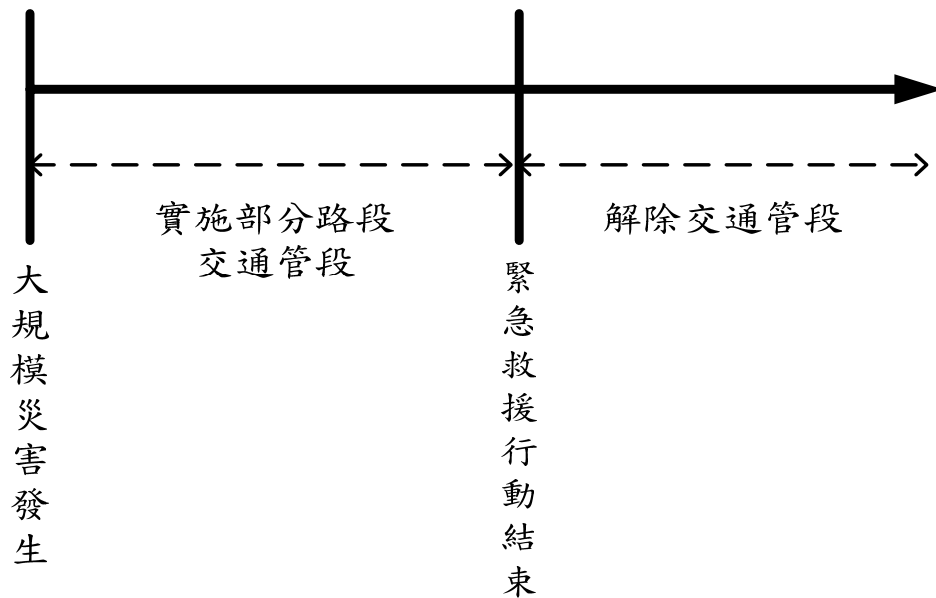 實施部分路段
交通管段
解除交通管段
大規模災害發生
緊急救援行動結束